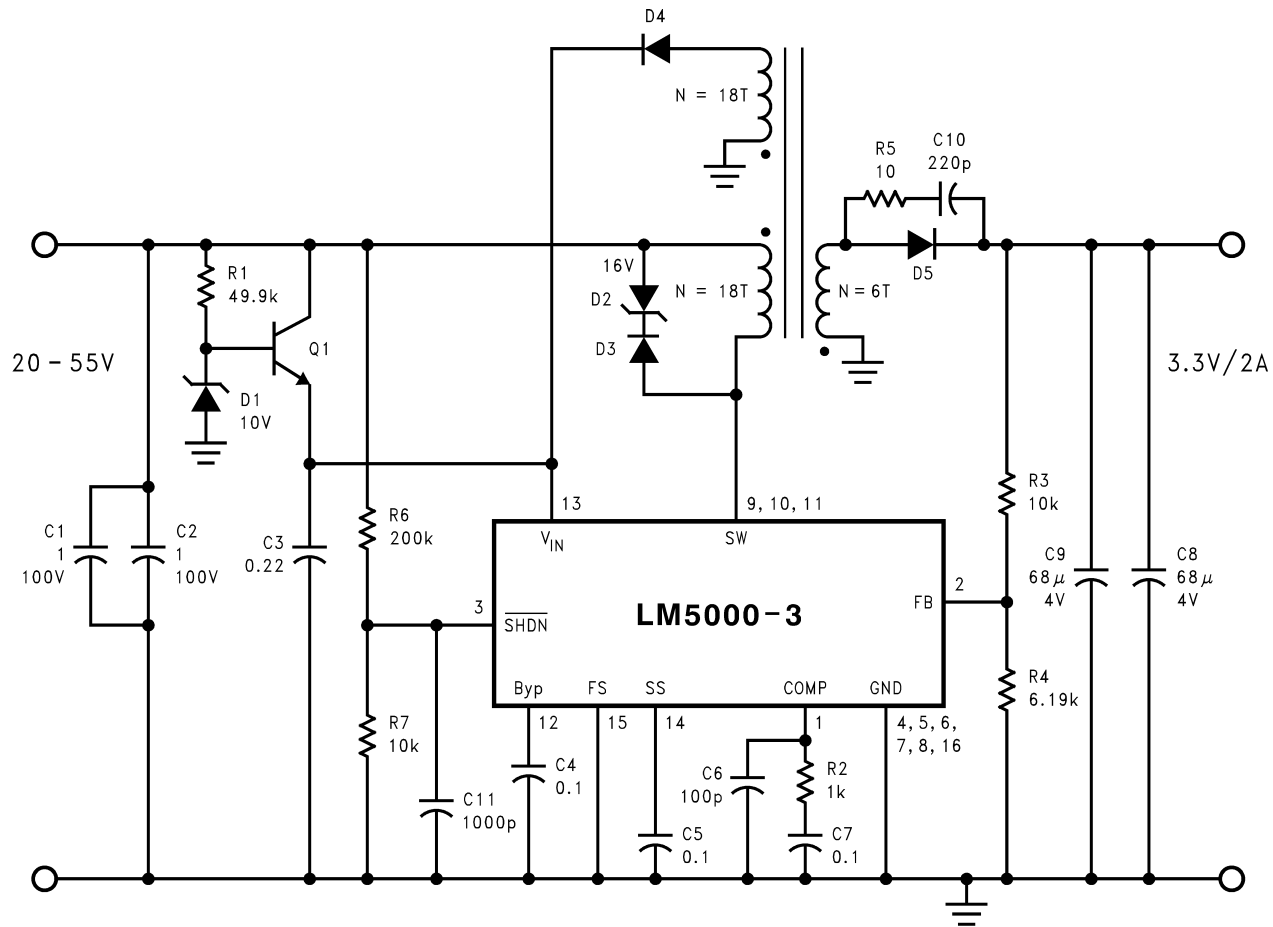 D4
N = 18T
C10
220p
R5
10
R1
49.9k
16V
D2
N = 18T
N = 6T
D5
Q1
D3
20 - 55V
3.3V/2A
D1
10V
R3
10k
13
9, 10, 11
C1
1
100V
C2
1
100V
C3
0.22
R6
200k
VIN
SW
C9
68μ
4V
C8
68μ
4V
2
FB
3
SHDN
LM5000-3
R4
6.19k
Byp
FS
SS
COMP
GND
12
15
14
1
4, 5, 6,
7, 8, 16
R7
10k
C4
0.1
C6
100p
R2
1k
C11
1000p
C5
0.1
C7
0.1